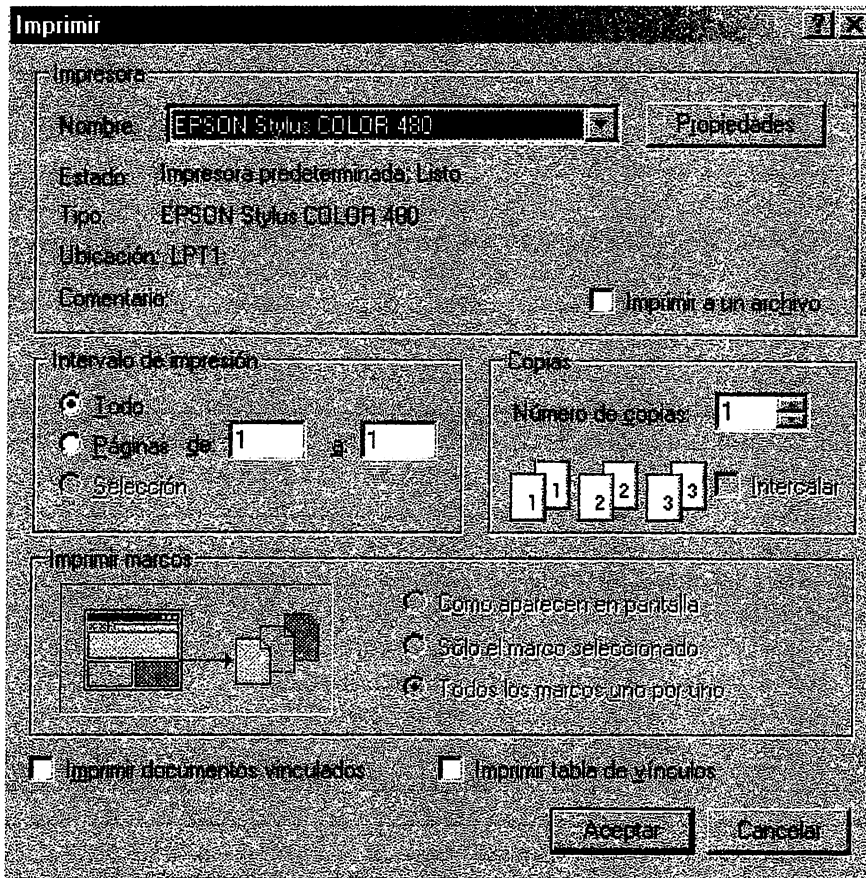 Imprimir
Impresora
Nombre: EPSON Stylus COLOR 480 Propiedades
Estado: Impresora predeterminada; Listo
Tipo: EPSON Stylus COLOR 480
Ubicación: LPT1
Comentario: Imprimir a un archivo
Intervalo de impresión
Todo
Páginas de: 1 a: 1
Selección
Copias
Número de copias: 1
1 1 2 2 3 3 Intercalar
Imprimir marcos
Como aparecen en pantalla
Sólo el marco seleccionado
Todos los marcos uno por uno
Imprimir documentos vinculados Imprimir tabla de vínculos
Aceptar Cancelar